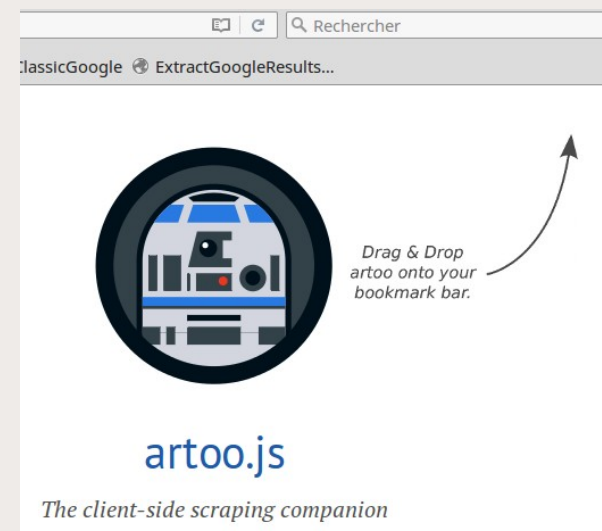 Rechercher
ClassicGoogle ExtractGoogleResults...
Drag & Drop
artoo onto your
bookmark bar.
artoo.js
The client-side scraping companion